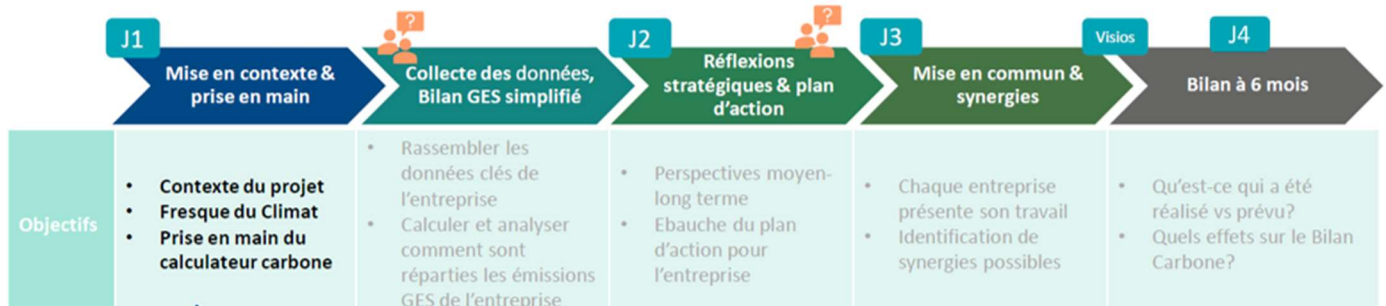 J1
Mise en contexte &
prise en main
?
Collecte des données,
Bilan GES simplifié
J2
Réflexions
stratégiques & plan
d'action
?
J3
Mise en commun &
synergies
Visios
J4
Bilan à 6 mois
Objectifs
• Contexte du projet
• Fresque du Climat
• Prise en main du
calculateur carbone
• Rassembler les
données clés de
l'entreprise
• Calculer et analyser
comment sont
réparties les émissions
GES de l'entreprise
• Perspectives moyen-
long terme
• Ebauche du plan
d'action pour
l'entreprise
• Chaque entreprise
présente son travail
• Identification de
synergies possibles
• Qu'est-ce qui a été
réalisé vs prévu?
• Quels effets sur le Bilan
Carbone?